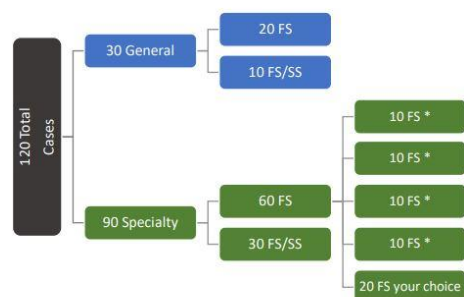 120 Total
Cases
30 General
20 FS
10 FS/SS
90 Specialty
60 FS
30 FS/SS
10 FS *
10 FS *
10 FS *
10 FS *
20 FS your choice